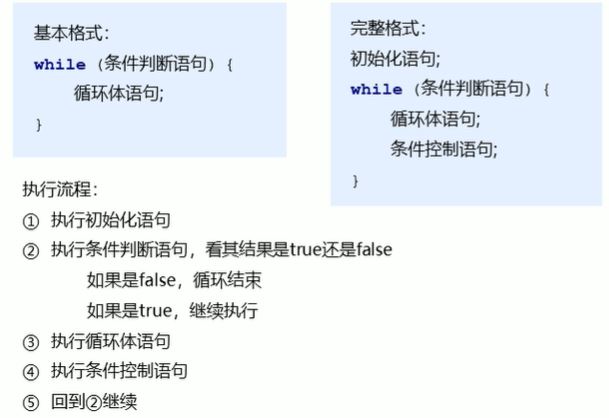 基本格式：
while（条件判断语句）{
循环体语句;
}
完整格式：
初始化语句;
while（条件判断语句）{
循环体语句;
条件控制语句;
}
执行流程：
① 执行初始化语句
② 执行条件判断语句，看其结果是true还是false
如果是false，循环结束
如果是true，继续执行
③ 执行循环体语句
④ 执行条件控制语句
⑤ 回到②继续